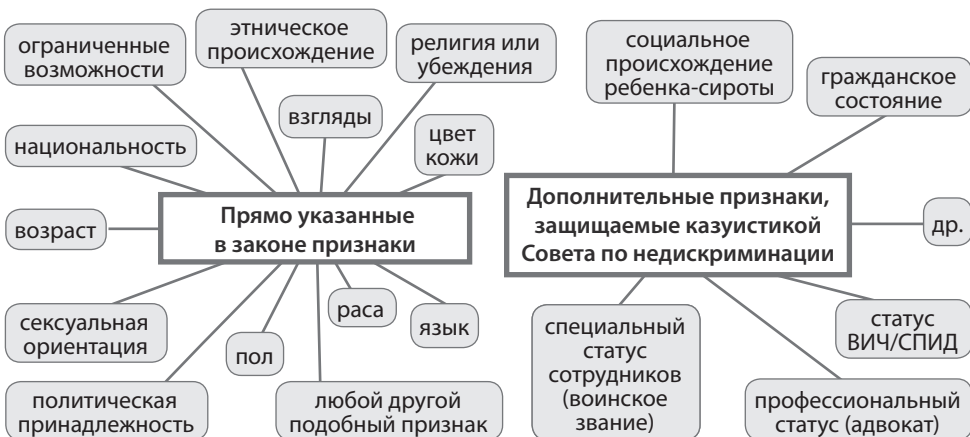 ограниченные
возможности
этническое
происхождение
религия или
убеждения
взгляды
цвет
кожи
национальность
возраст
Прямо указанные
в законе признаки
сексуальная
ориентация
пол
раса
язык
политическая
принадлежность
любой другой
подобный признак
социальное
происхождение
ребенка-сироты
гражданское
состояние
Дополнительные признаки,
защищаемые казуистикой
Совета по недискриминации
др.
специальный
статус
сотрудников
(воинское
звание)
статус
ВИЧ/СПИД
профессиональный
статус (адвокат)